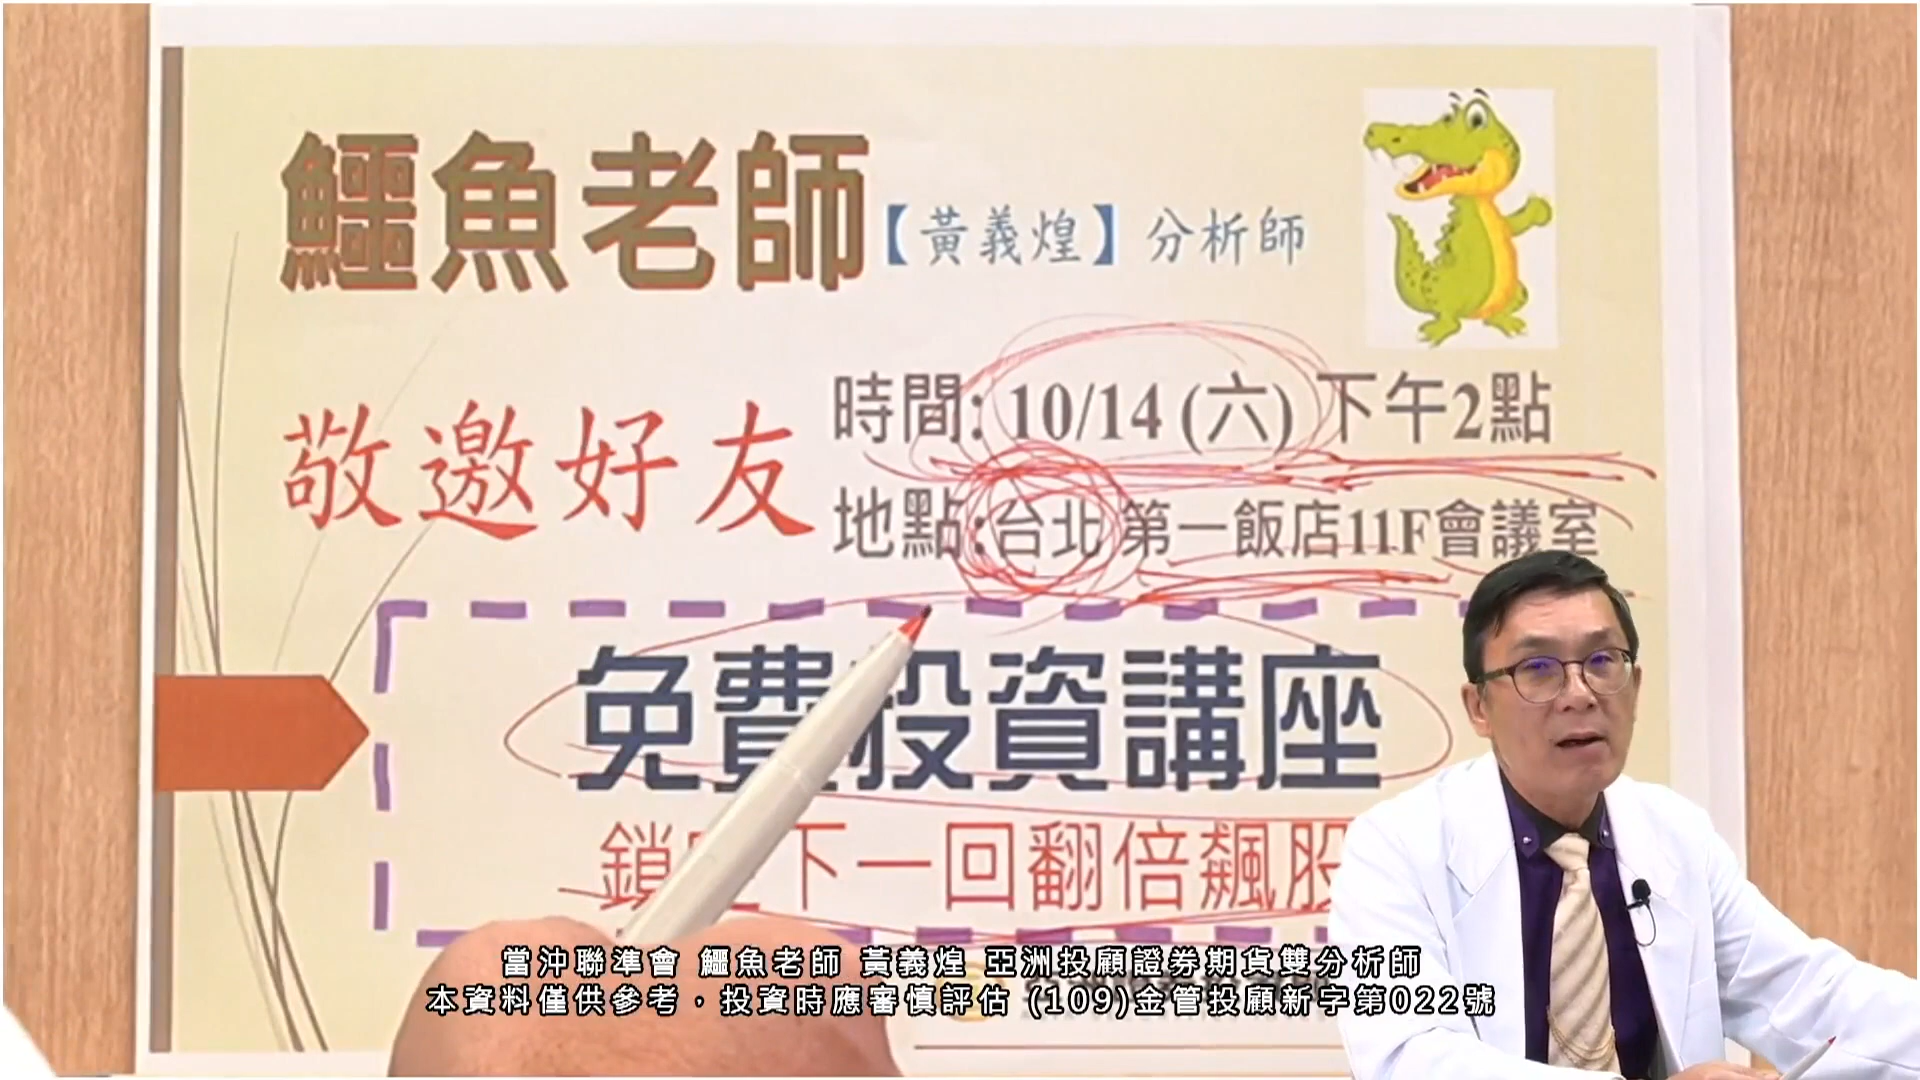 鱷魚老師【黃義煌】分析師
時間: 10/14 (六) 下午2點
敬邀好友
地點:台北 第一飯店11F會議室
免費投資講座
鎖 下一回翻倍飆股
當沖聯準會 鱷魚老師 黃義煌 亞洲投顧證券期貨雙分析師
本資料僅供參考,投資時應審慎評估 (109)金管投顧新字第022號